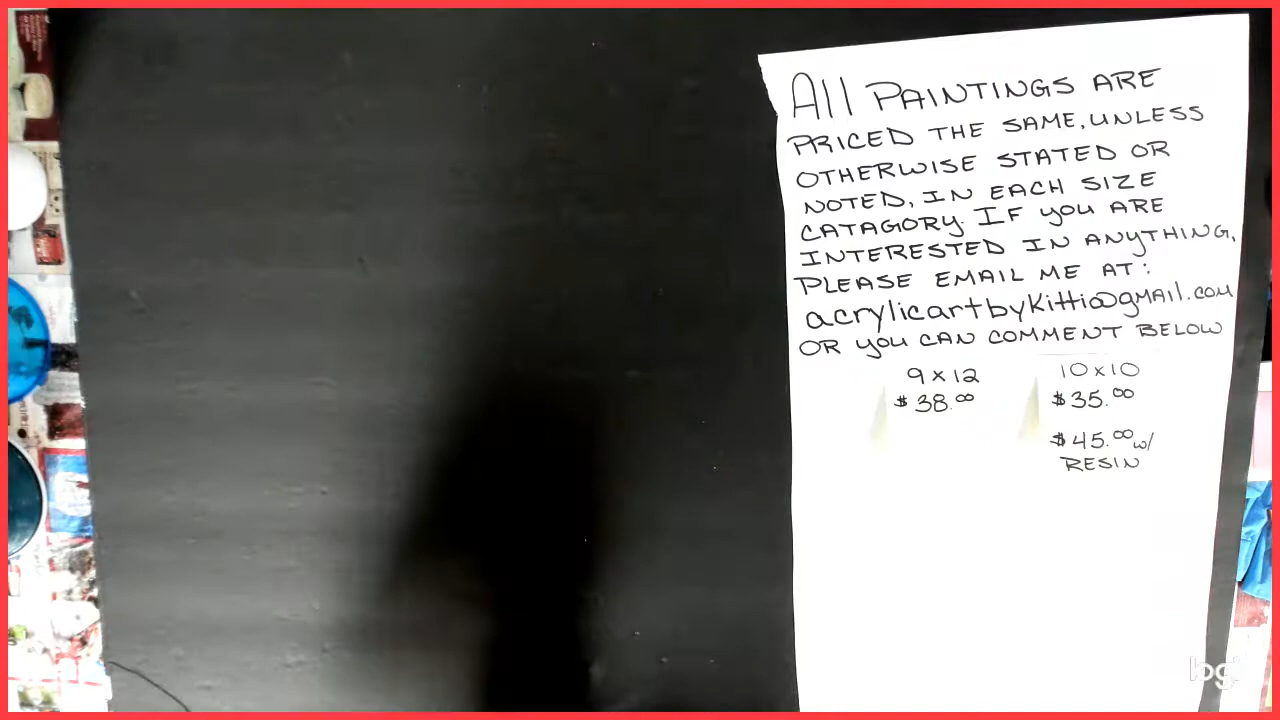 All PAINTINGS ARE
PRICED THE SAME, UNLESS
OTHERWISE STATED OR
NOTED, IN EACH SIZE
CATAGORY. IF YOU ARE
INTERESTED IN ANYTHING,
PLEASE EMAIL ME AT:
acrylicartbykitti@gmail.com
OR YOU CAN COMMENT BELOW
9 x 12 10 x 10
$38.00 $35.00
$45.00 w/
RESIN